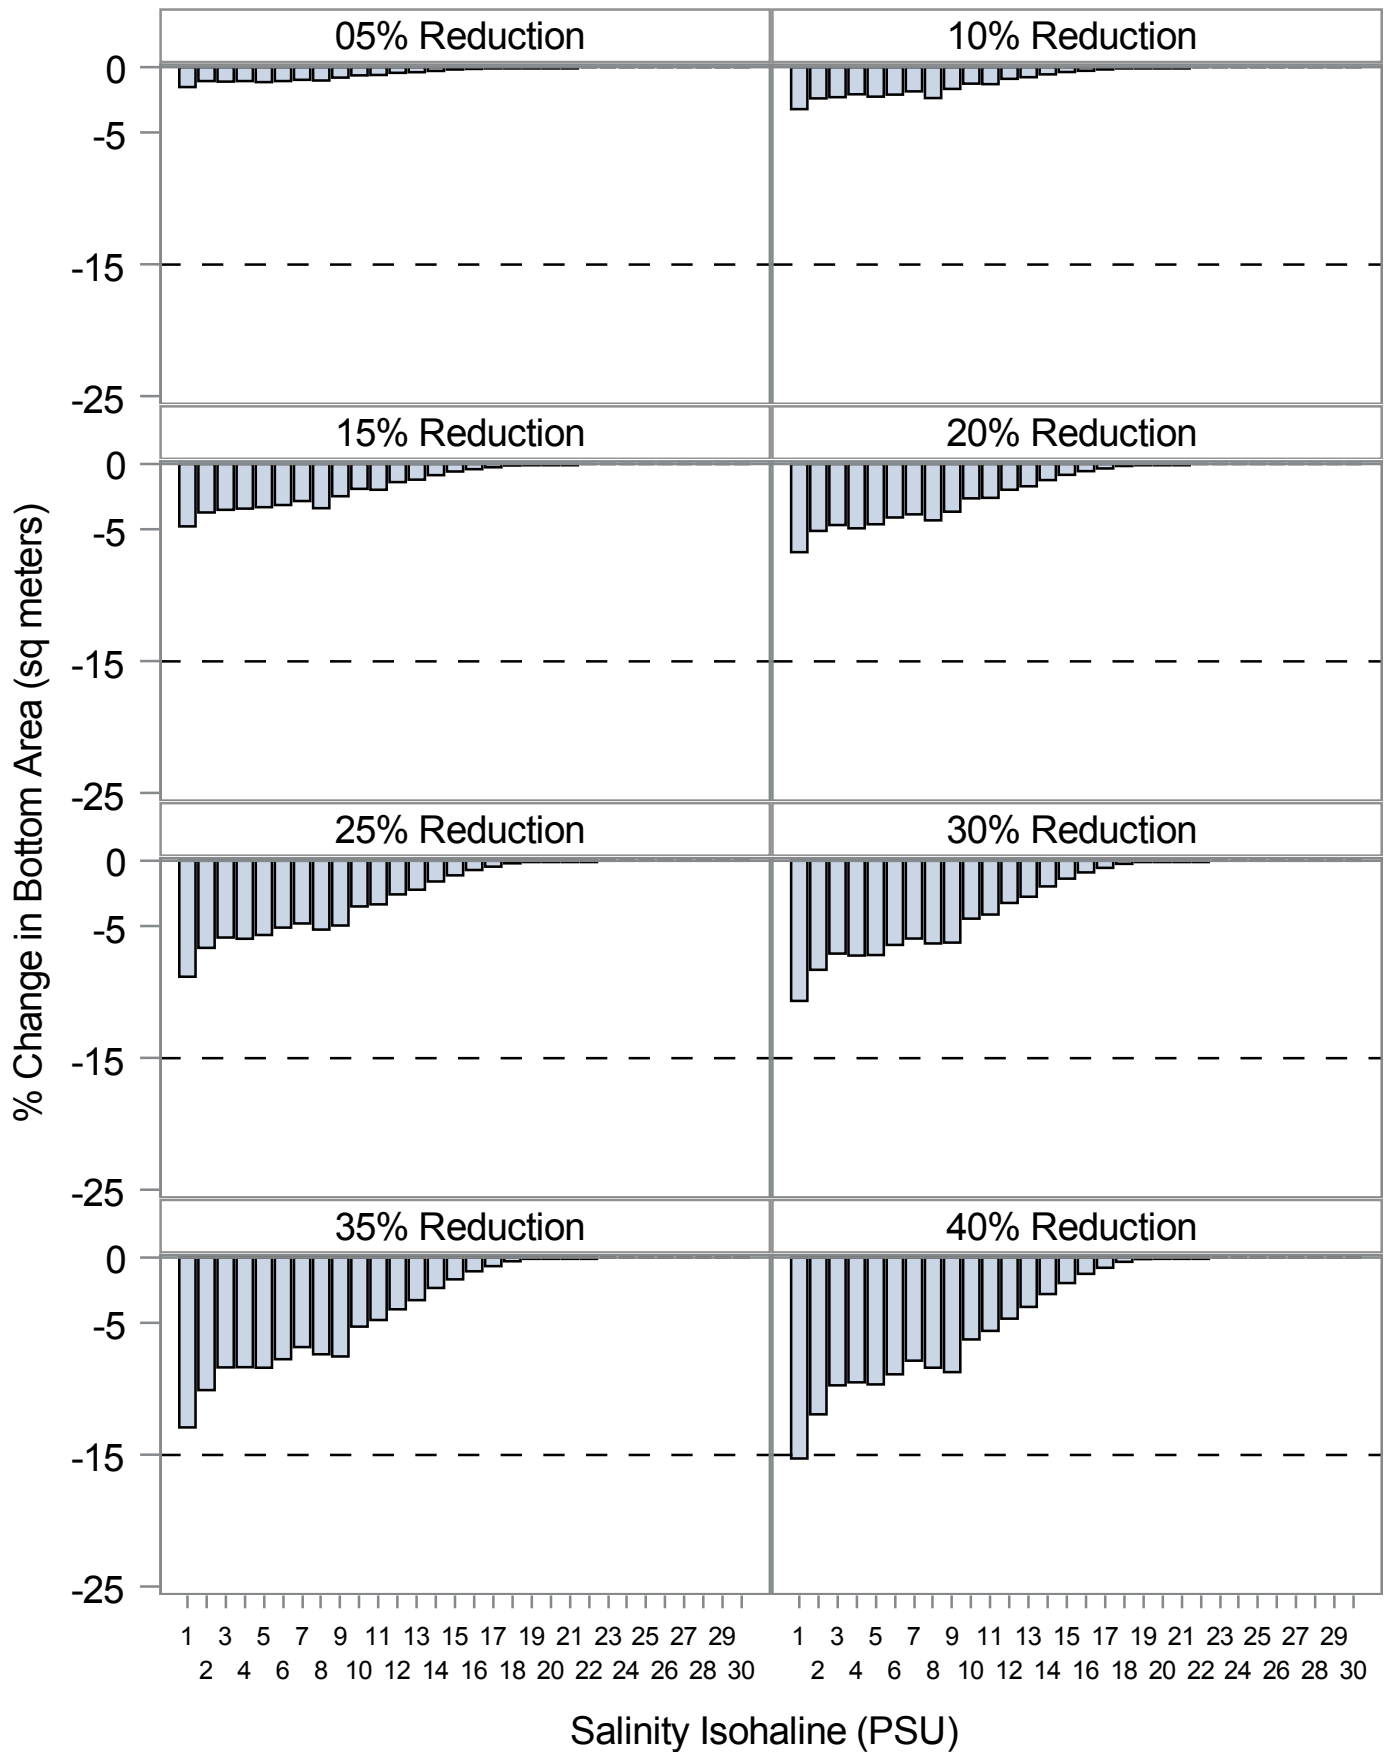 % Change in Bottom Area (sq meters)
05% Reduction
10% Reduction
0
-5
-15
-25
15% Reduction
20% Reduction
0
-5
-15
-25
25% Reduction
30% Reduction
0
-5
-15
-25
35% Reduction
40% Reduction
0
-5
-15
-25
1 3 5 7 9 11 13 15 17 19 21 23 25 27 29 1 3 5 7 9 11 13 15 17 19 21 23 25 27 29
2 4 6 8 10 12 14 16 18 20 22 24 26 28 30 2 4 6 8 10 12 14 16 18 20 22 24 26 28 30
Salinity Isohaline (PSU)